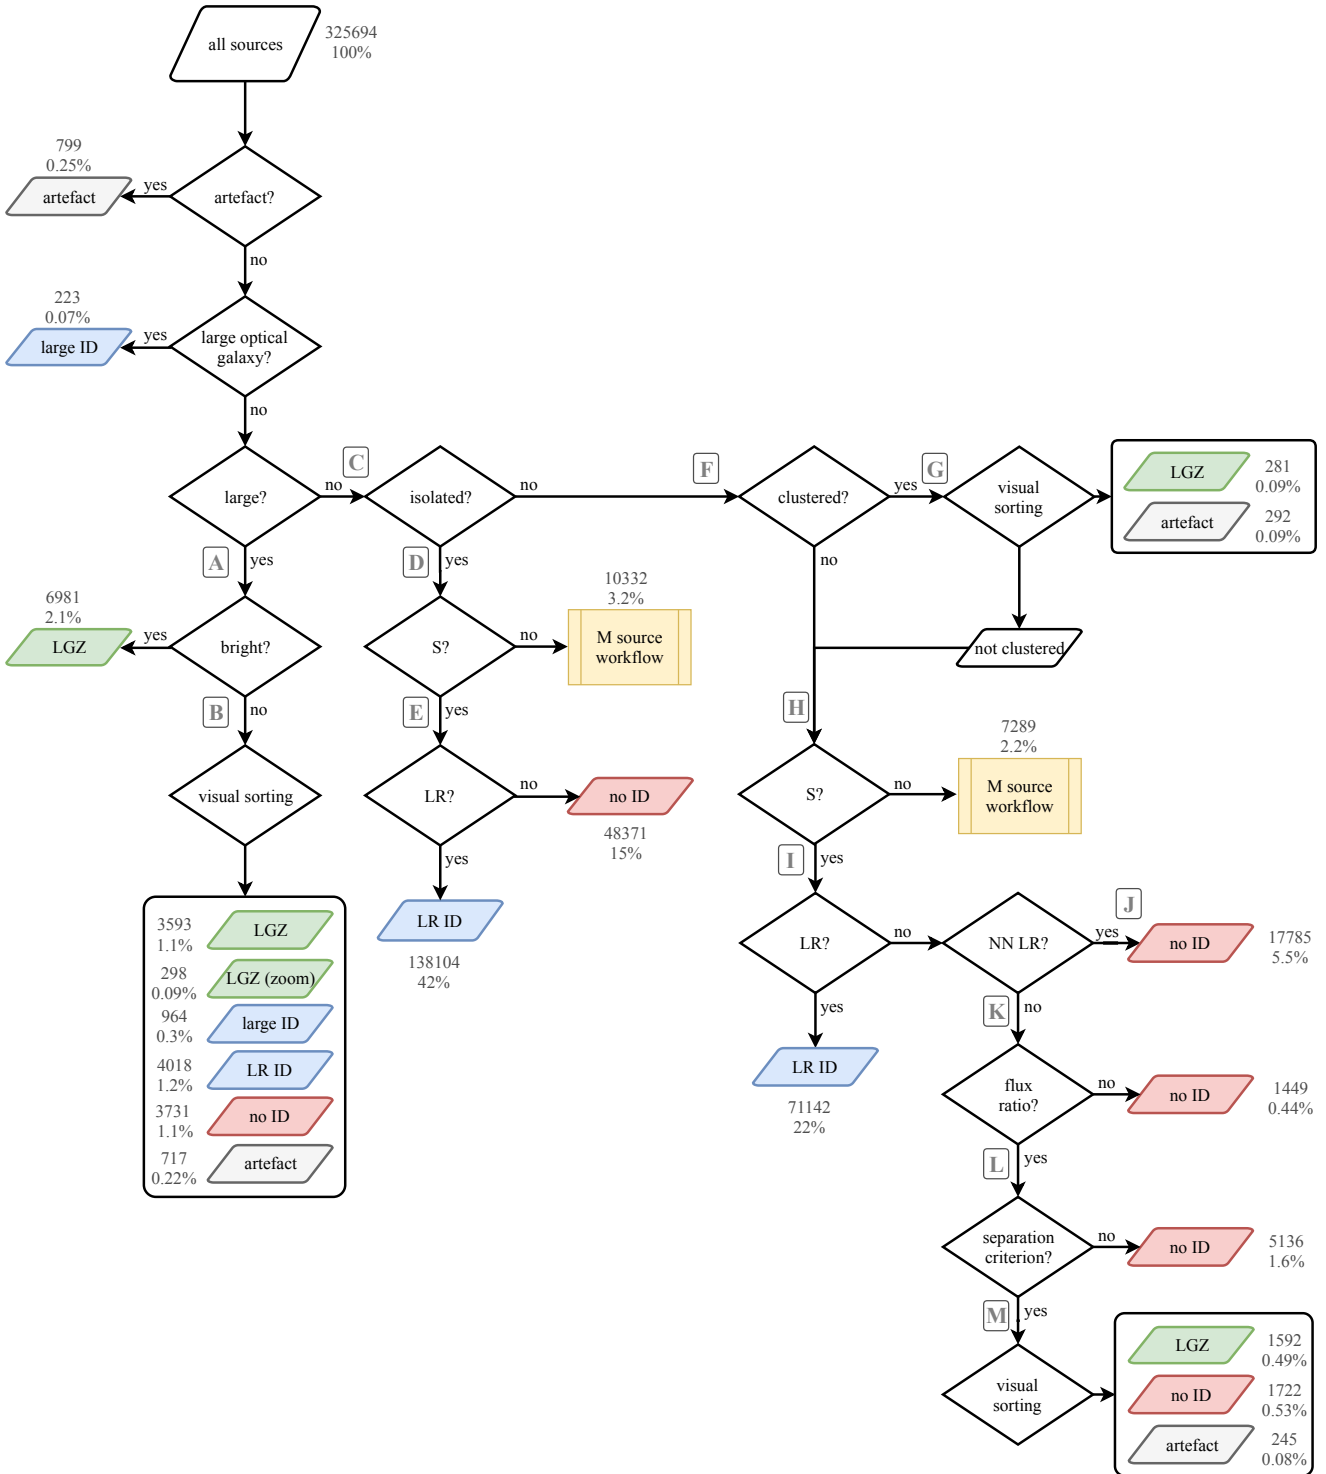 all sources
325694
100%
799
0.25%
artefact
yes
artefact?
no
223
0.07%
large ID
yes
large optical
galaxy?
no
large?
no
C
isolated?
no
F
clustered?
yes
G
visual
sorting
LGZ
281
0.09%
artefact
292
0.09%
A
yes
D
yes
no
6981
2.1%
LGZ
yes
bright?
S?
no
10332
3.2%
M source
workflow
not clustered
B
no
E
yes
H
visual sorting
LR?
no
no ID
48371
15%
S?
no
7289
2.2%
M source
workflow
yes
I
yes
LR ID
138104
42%
LR?
no
NN LR?
yes
J
no ID
17785
5.5%
3593
1.1%
LGZ
298
0.09%
LGZ (zoom)
964
0.3%
large ID
4018
1.2%
LR ID
3731
1.1%
no ID
717
0.22%
artefact
yes
K
no
LR ID
71142
22%
flux
ratio?
no
no ID
1449
0.44%
L
yes
separation
criterion?
no
no ID
5136
1.6%
M
yes
visual
sorting
LGZ
1592
0.49%
no ID
1722
0.53%
artefact
245
0.08%